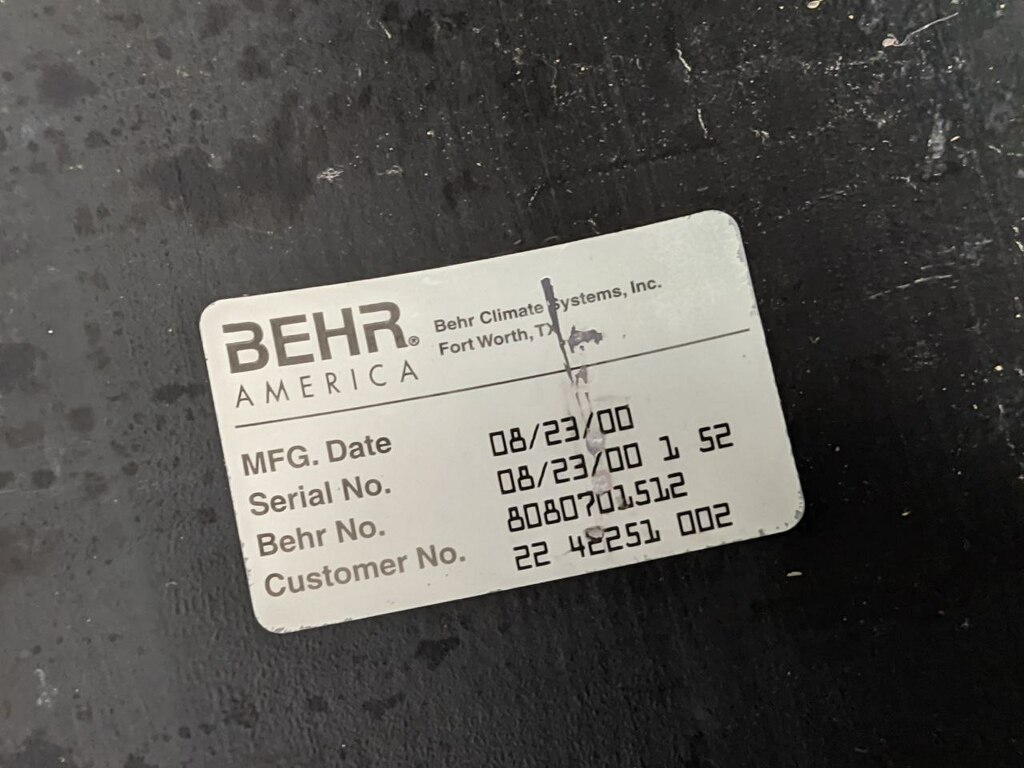 BEHR®
AMERICA
Behr Climate Systems, Inc.
Fort Worth, TX
MFG. Date 08/23/00
Serial No. 08/23/00 1 52
Behr No. 8080701512
Customer No. 22 42251 002